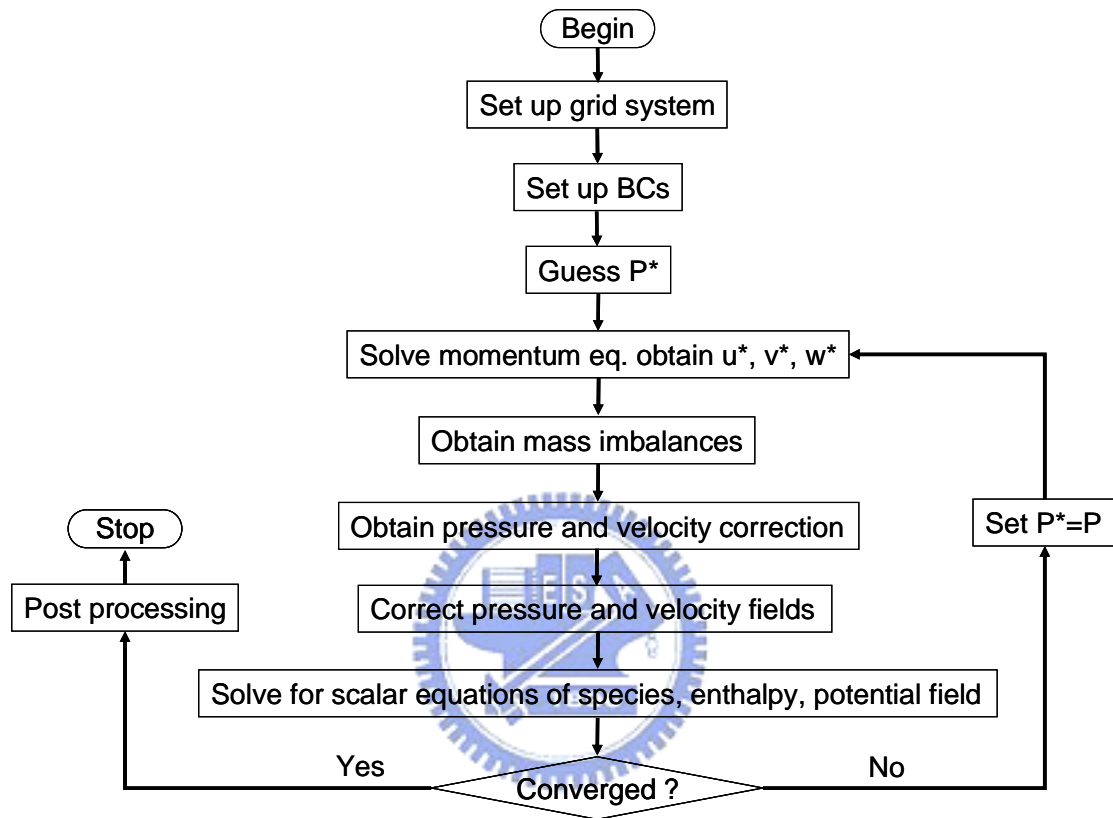 Begin
Set up grid system
Set up BCs
Guess P*
Solve momentum eq. obtain u*, v*, w*
Obtain mass imbalances
Obtain pressure and velocity correction
Correct pressure and velocity fields
Solve for scalar equations of species, enthalpy, potential field
Converged ?
Yes
No
Post processing
Stop
Set P*=P
ES